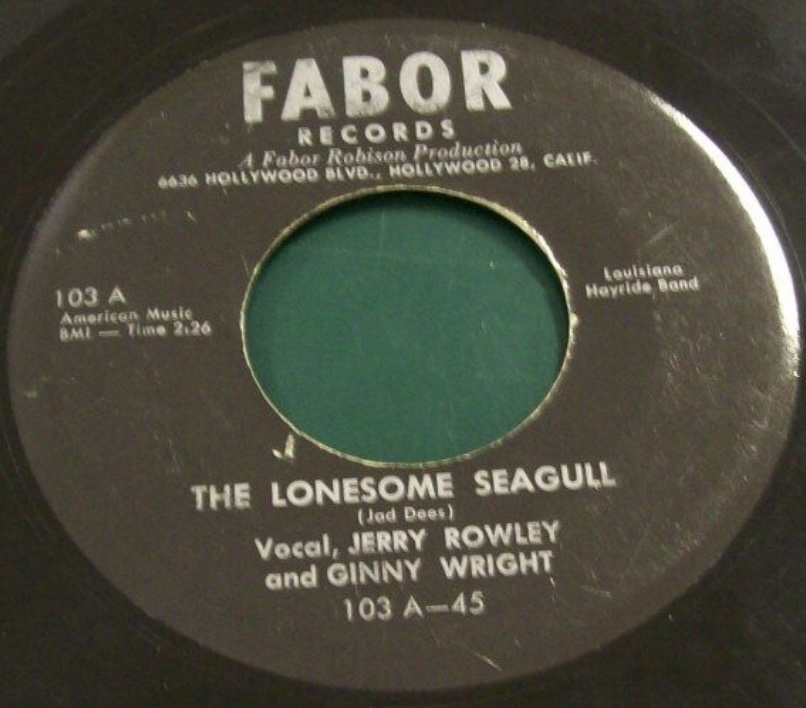 FABOR
RECORDS
A Fabor Robison Production
6636 HOLLYWOOD BLVD., HOLLYWOOD 28, CALIF.
103 A
American Music
BMI — Time 2:26
Louisiana
Hayride Band
THE LONESOME SEAGULL
(Jad Dees)
Vocal, JERRY ROWLEY
and GINNY WRIGHT
103 A—45